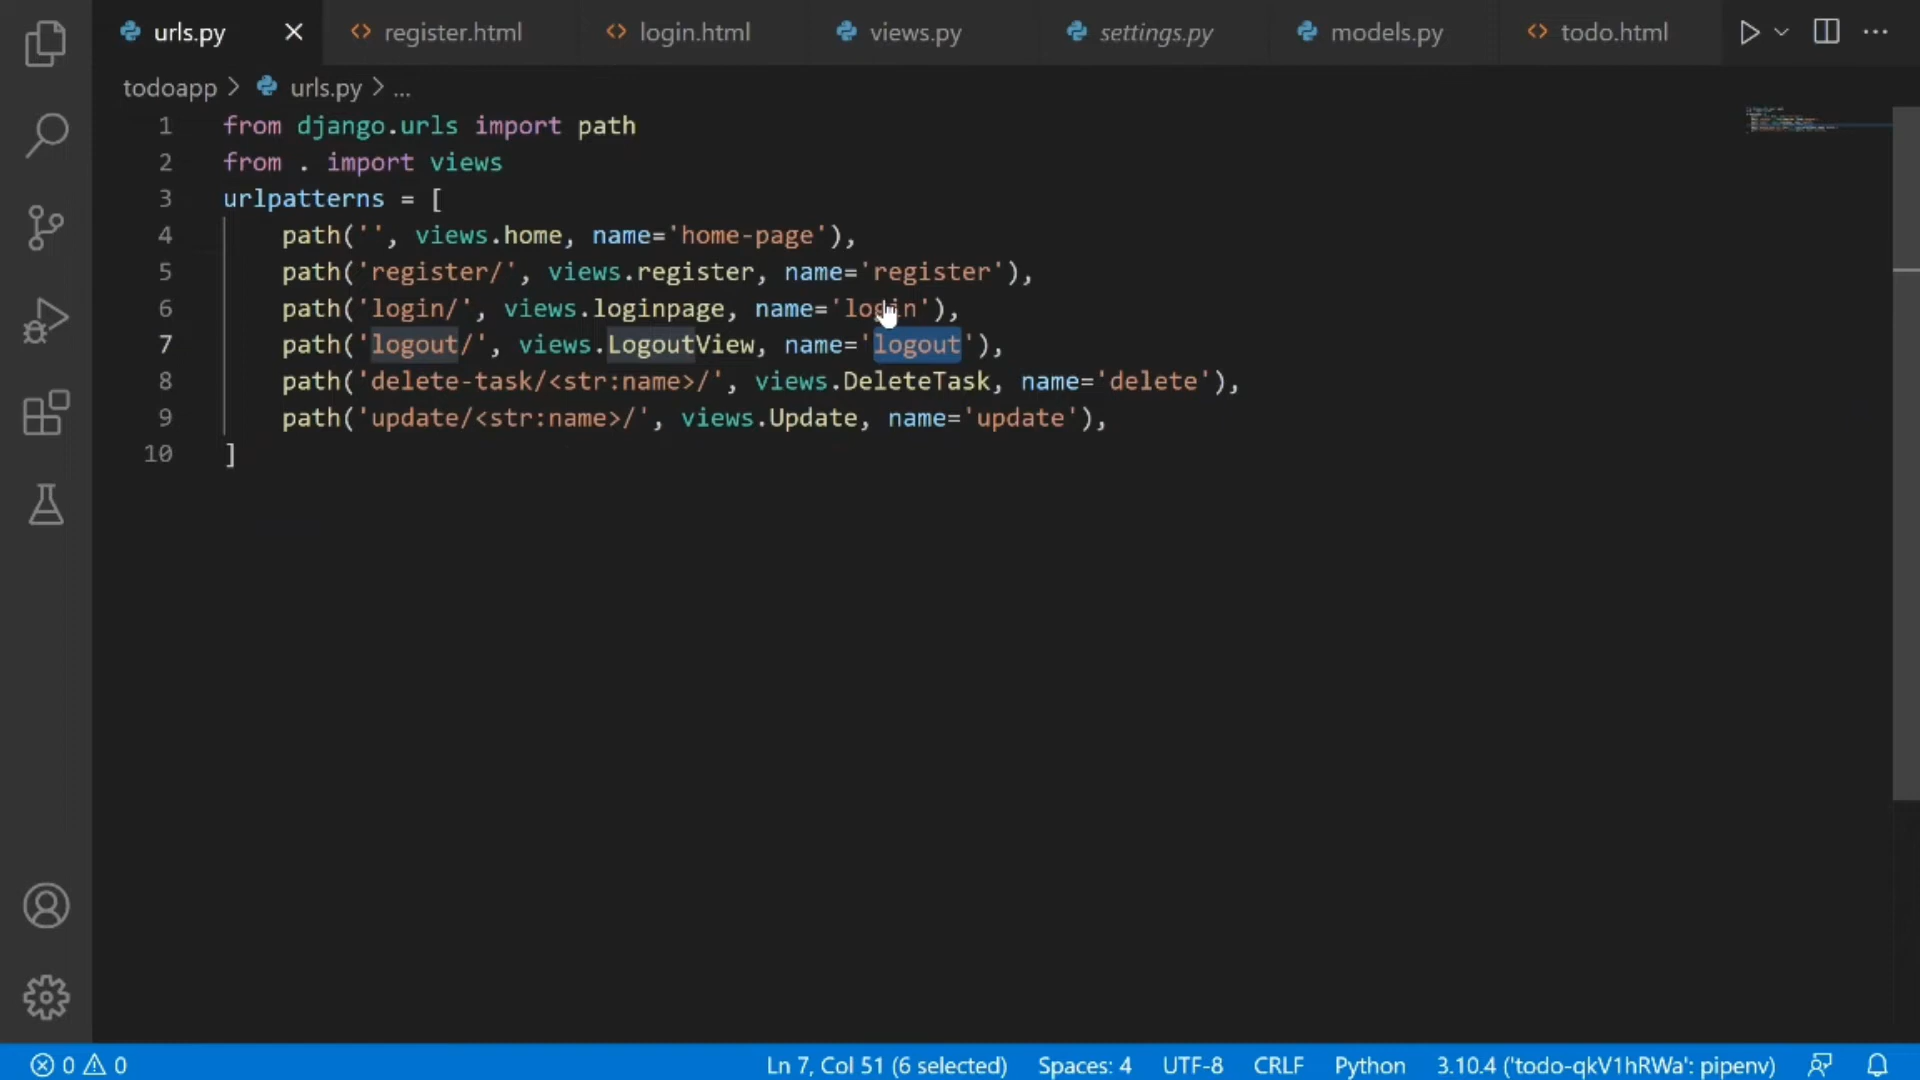 urls.py register.html login.html views.py settings.py models.py todo.html
todoapp > urls.py > ...
1 from django.urls import path
2 from . import views
3 urlpatterns = [
4 path('', views.home, name='home-page'),
5 path('register/', views.register, name='register'),
6 path('login/', views.loginpage, name='login'),
7 path('logout/', views.LogoutView, name='logout'),
8 path('delete-task/<str:name>/', views.DeleteTask, name='delete'),
9 path('update/<str:name>/', views.Update, name='update'),
10 ]
0 0 Ln 7, Col 51 (6 selected) Spaces: 4 UTF-8 CRLF Python 3.10.4 ('todo-qkV1hRWa': pipenv)